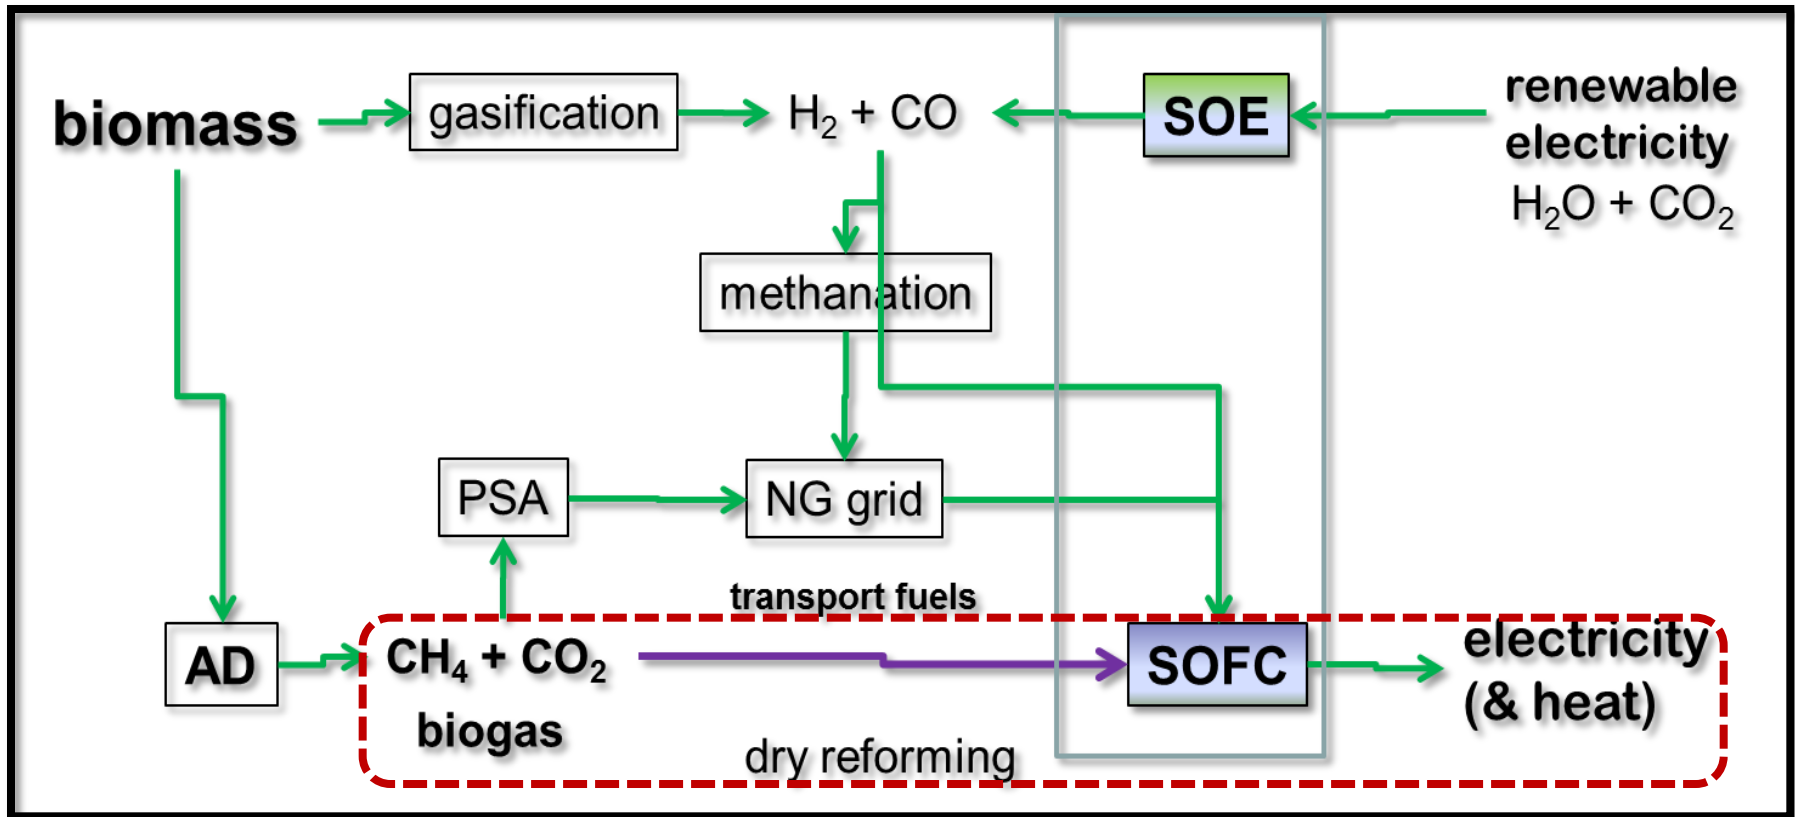 biomass
gasification
H₂ + CO
SOE
renewable
electricity
H₂O + CO₂
methanation
PSA
NG grid
transport fuels
AD
CH₄ + CO₂
biogas
SOFC
electricity
(& heat)
dry reforming